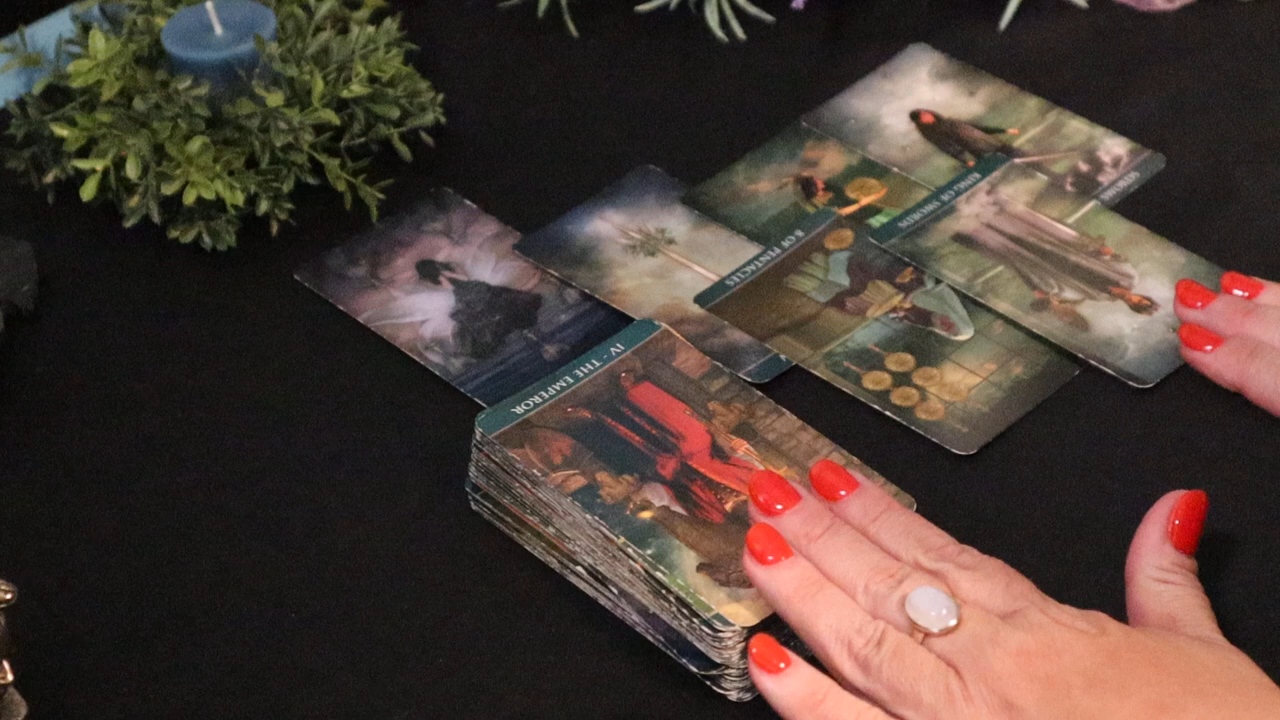 KING OF SWORDS
8 OF PENTACLES
IV - THE EMPEROR